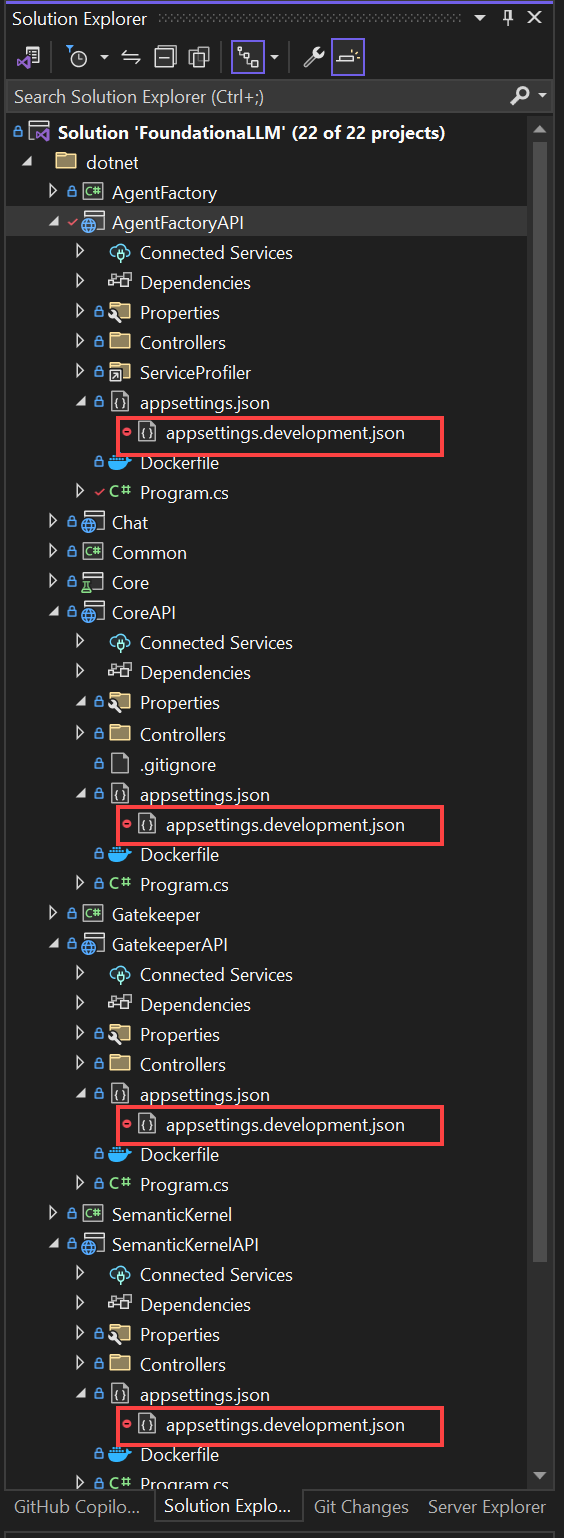 Solution Explorer
Search Solution Explorer (Ctrl+;)
Solution 'FoundationaLLM' (22 of 22 projects)
dotnet
C# AgentFactory
AgentFactoryAPI
Connected Services
Dependencies
Properties
Controllers
ServiceProfiler
appsettings.json
appsettings.development.json
Dockerfile
C# Program.cs
Chat
C# Common
Core
CoreAPI
Connected Services
Dependencies
Properties
Controllers
.gitignore
appsettings.json
appsettings.development.json
Dockerfile
C# Program.cs
C# Gatekeeper
GatekeeperAPI
Connected Services
Dependencies
Properties
Controllers
appsettings.json
appsettings.development.json
Dockerfile
C# Program.cs
C# SemanticKernel
SemanticKernelAPI
Connected Services
Dependencies
Properties
Controllers
appsettings.json
appsettings.development.json
Dockerfile
C# Program.cs
GitHub Copilo... Solution Explo... Git Changes Server Explorer